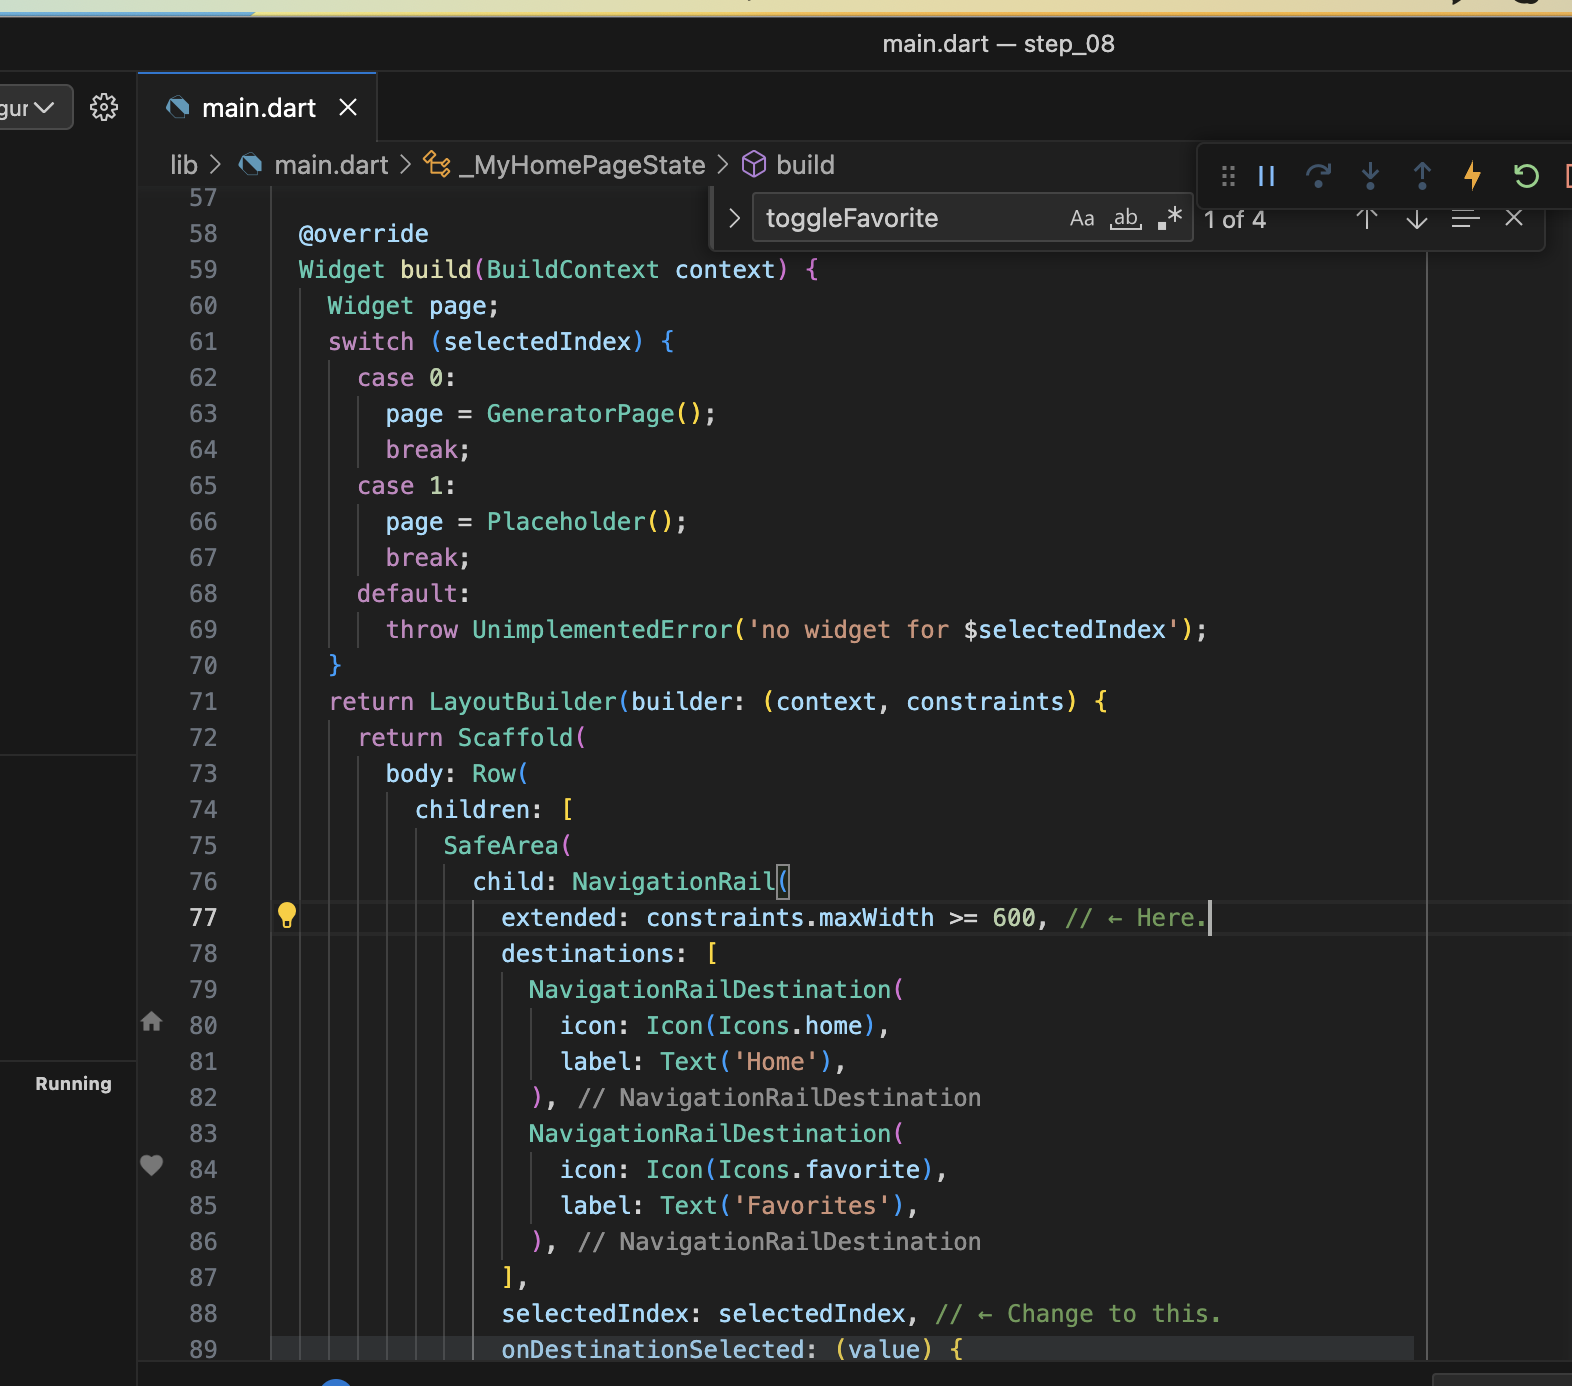 main.dart — step_08
gur
main.dart
lib > main.dart > _MyHomePageState > build
toggleFavorite Aa ab .* 1 of 4
57
58 @override
59 Widget build(BuildContext context) {
60 Widget page;
61 switch (selectedIndex) {
62 case 0:
63 page = GeneratorPage();
64 break;
65 case 1:
66 page = Placeholder();
67 break;
68 default:
69 throw UnimplementedError('no widget for $selectedIndex');
70 }
71 return LayoutBuilder(builder: (context, constraints) {
72 return Scaffold(
73 body: Row(
74 children: [
75 SafeArea(
76 child: NavigationRail(
77 extended: constraints.maxWidth >= 600, // ← Here.
78 destinations: [
79 NavigationRailDestination(
80 icon: Icon(Icons.home),
81 label: Text('Home'),
82 ), // NavigationRailDestination
83 NavigationRailDestination(
84 icon: Icon(Icons.favorite),
85 label: Text('Favorites'),
86 ), // NavigationRailDestination
87 ],
88 selectedIndex: selectedIndex, // ← Change to this.
89 onDestinationSelected: (value) {
Running